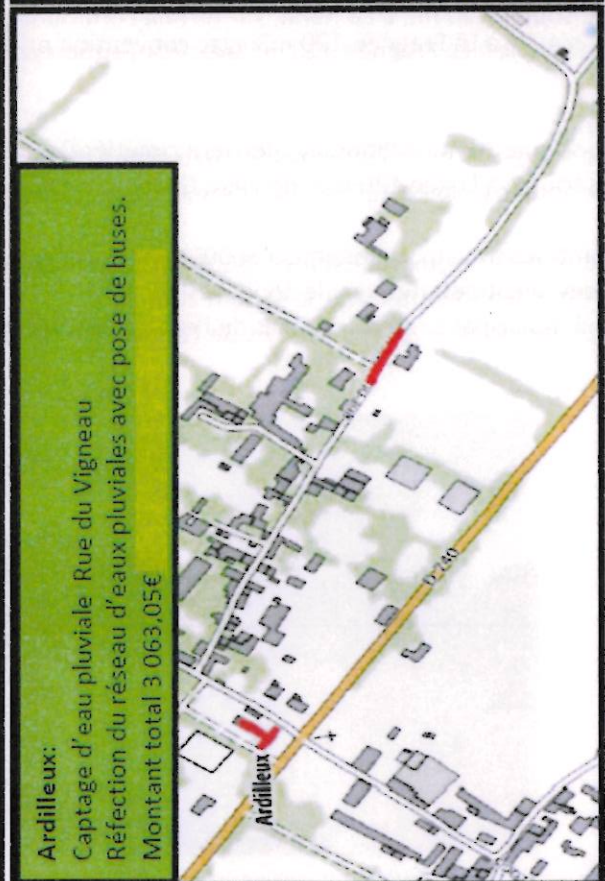 Ardilleux:
Captage d'eau pluviale Rue du Vigneau
Réfection du réseau d'eaux pluviales avec pose de buses.
Montant total 3 063,05€
Ardilleux
D 240